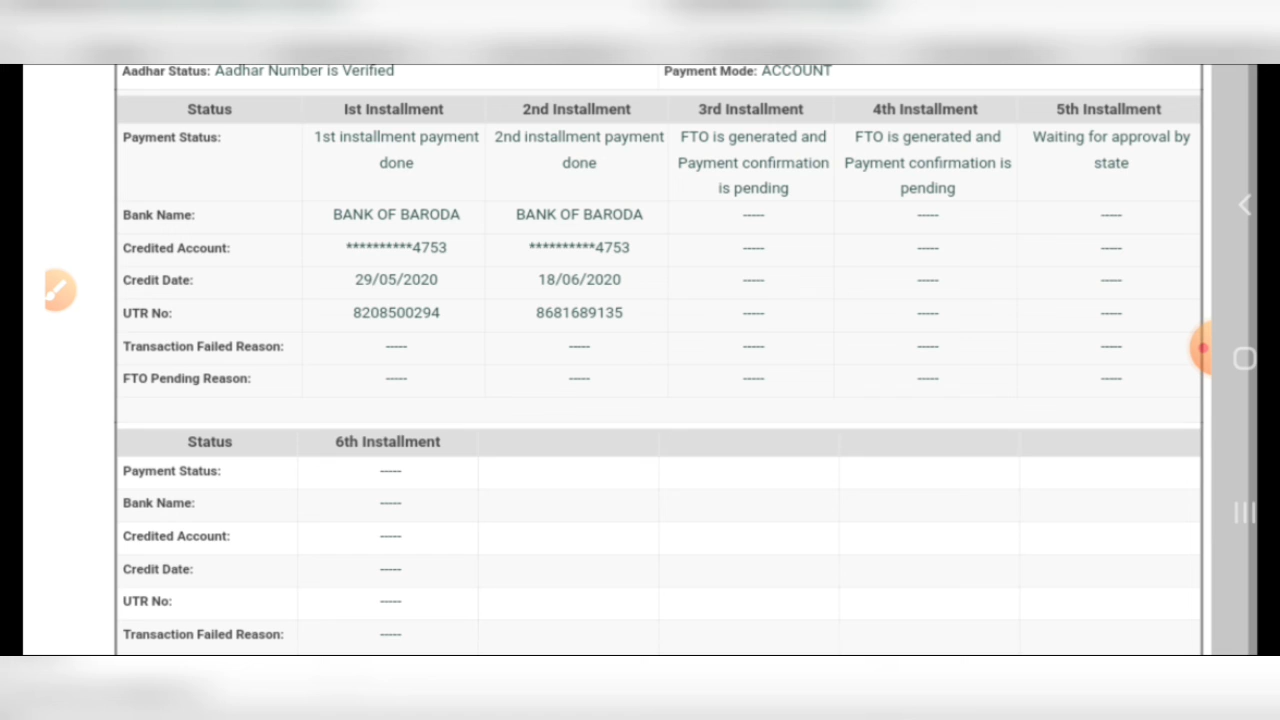 Aadhar Status: Aadhar Number is Verified Payment Mode: ACCOUNT
Status Ist Installment 2nd Installment 3rd Installment 4th Installment 5th Installment
Payment Status: 1st installment payment done 2nd installment payment done FTO is generated and Payment confirmation is pending FTO is generated and Payment confirmation is pending Waiting for approval by state
Bank Name: BANK OF BARODA BANK OF BARODA ----- ----- -----
Credited Account: **********4753 **********4753 ----- ----- -----
Credit Date: 29/05/2020 18/06/2020 ----- ----- -----
UTR No: 8208500294 8681689135 ----- ----- -----
Transaction Failed Reason: ----- ----- ----- ----- -----
FTO Pending Reason: ----- ----- ----- ----- -----
Status 6th Installment
Payment Status: -----
Bank Name: -----
Credited Account: -----
Credit Date: -----
UTR No: -----
Transaction Failed Reason: -----